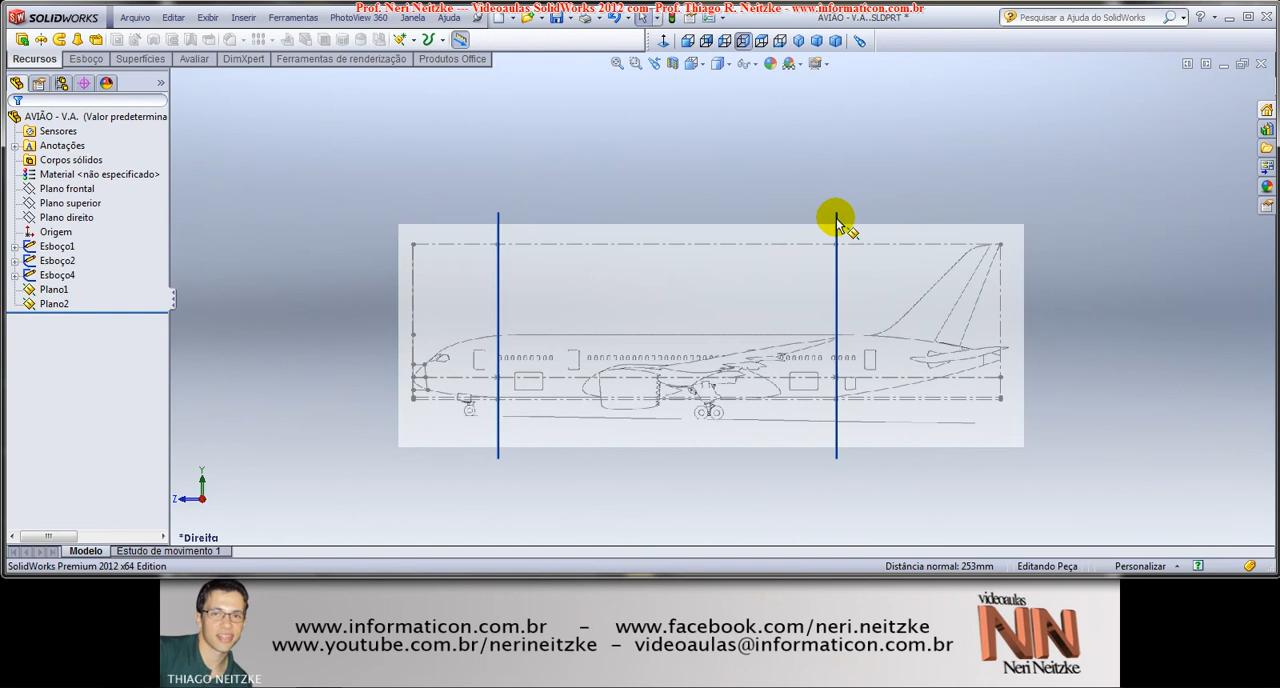 Prof. Neri Neitzke --- Videoaulas SolidWorks 2012 com Prof. Thiago R. Neitzke - www.informaticon.com.br
SOLIDWORKS
Arquivo Editar Exibir Inserir Ferramentas PhotoView 360 Janela Ajuda
AVIÃO - V.A..SLDPRT *
Pesquisar a Ajuda do SolidWorks
Recursos Esboço Superfícies Avaliar DimXpert Ferramentas de renderização Produtos Office
AVIÃO - V.A. (Valor predetermina
Sensores
Anotações
Corpos sólidos
Material <não especificado>
Plano frontal
Plano superior
Plano direito
Origem
Esboço1
Esboço2
Esboço4
Plano1
Plano2
Y
Z
*Direita
Modelo Estudo de movimento 1
SolidWorks Premium 2012 x64 Edition
Distância normal: 253mm Editando Peça Personalizar
www.informaticon.com.br - www.facebook.com/neri.neitzke
www.youtube.com.br/nerineitzke - videoaulas@informaticon.com.br
THIAGO NEITZKE
videoaulas
NN
Neri Neitzke